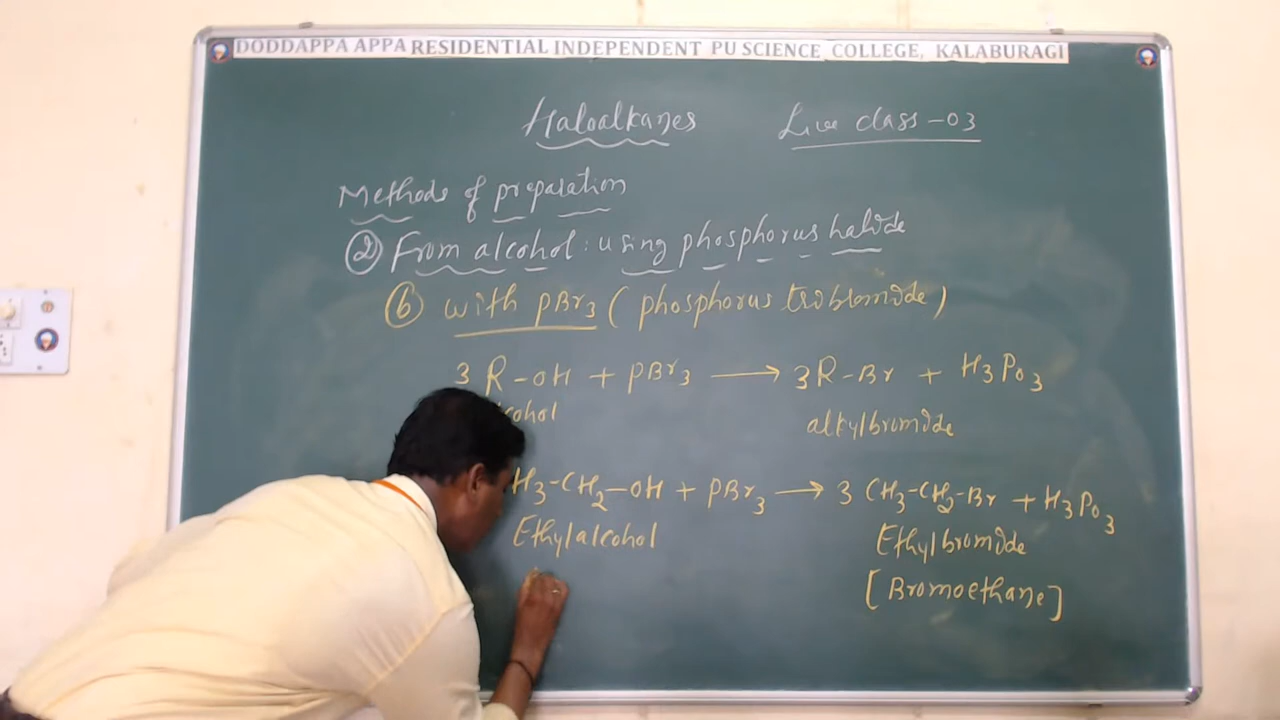 DODDAPPA APPA RESIDENTIAL INDEPENDENT PU SCIENCE COLLEGE, KALABURAGI
Haloalkanes Live class-03
Methods of preparation
② From alcohol: using phosphorus halide
ⓑ with pBr3 (phosphorus tribromide)
3 R-OH + pBr3 ⟶ 3R-Br + H3PO3
cohol alkylbromide
H3-CH2-OH + pBr3 ⟶ 3 CH3-CH2-Br + H3PO3
Ethylalcohol Ethylbromide
[Bromoethane]